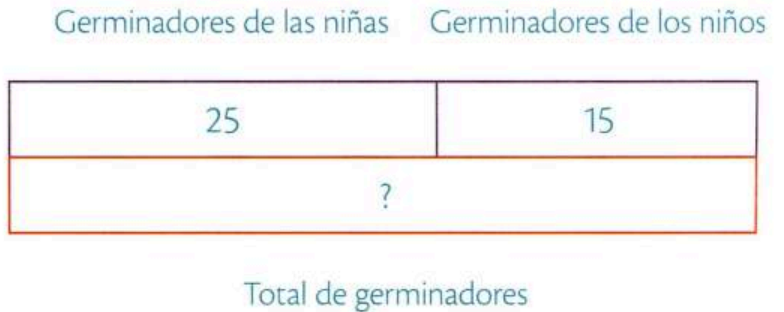 Germinadores de las niñas Germinadores de los niños
25 15
?
Total de germinadores